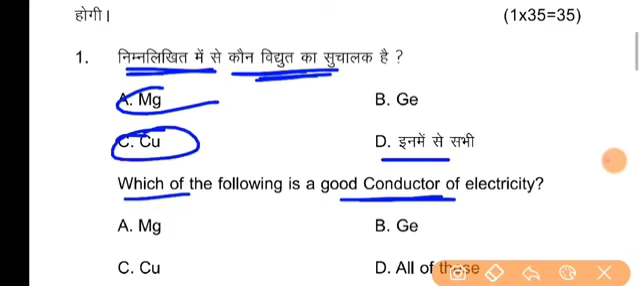 होगी। (1x35=35)
1. निम्नलिखित में से कौन विद्युत का सुचालक है ?
A. Mg B. Ge
C. Cu D. इनमें से सभी
Which of the following is a good Conductor of electricity?
A. Mg B. Ge
C. Cu D. All of these